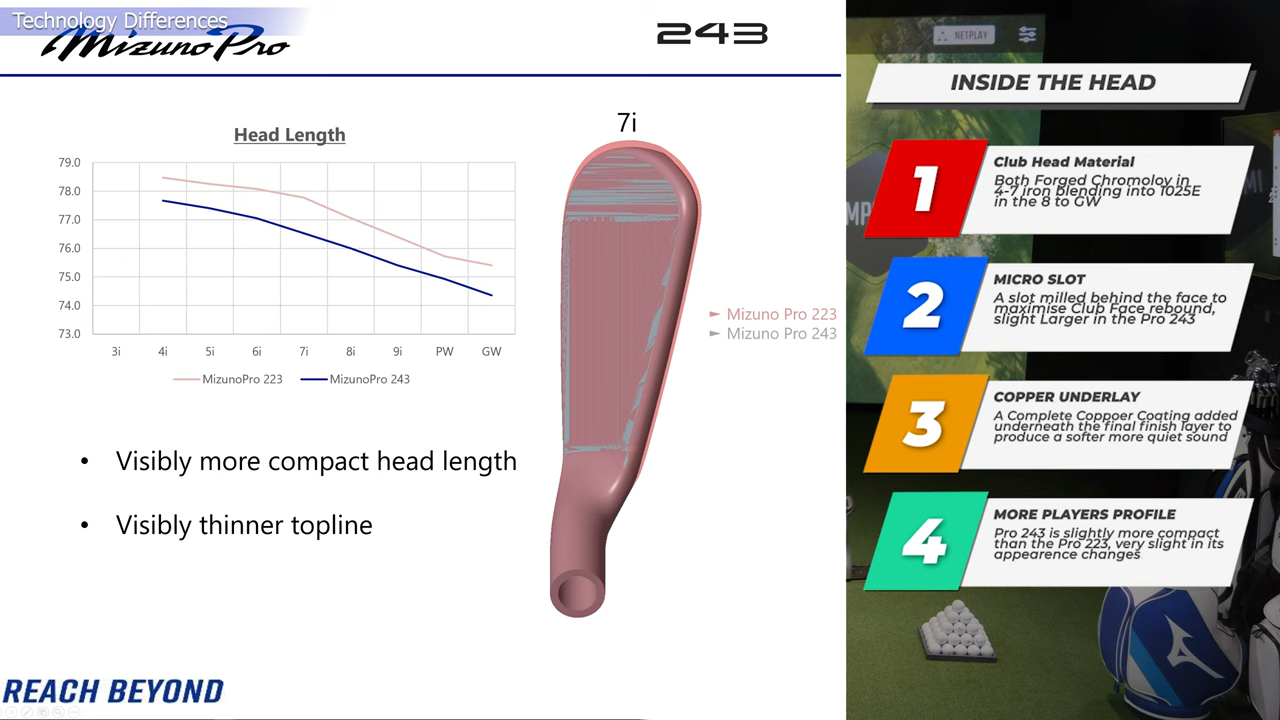 Technology Differences
Mizuno Pro
243
Head Length
79.0
78.0
77.0
76.0
75.0
74.0
73.0
3i 4i 5i 6i 7i 8i 9i PW GW
MizunoPro 223 MizunoPro 243
7i
Mizuno Pro 223
Mizuno Pro 243
• Visibly more compact head length
• Visibly thinner topline
REACH BEYOND
NETPLAY
INSIDE THE HEAD
1
Club Head Material
Both Forged Chromoloy in
4-7 iron blending into 1025E
in the 8 to GW
2
MICRO SLOT
A slot milled behind the face to
maximise Club Face rebound,
slight Larger in the Pro 243
3
COPPER UNDERLAY
A Complete Coppoer Coating added
underneath the final finish layer to
produce a softer more quiet sound
4
MORE PLAYERS PROFILE
Pro 243 is slightly more compact
than the Pro 223, very slight in its
appearence changes